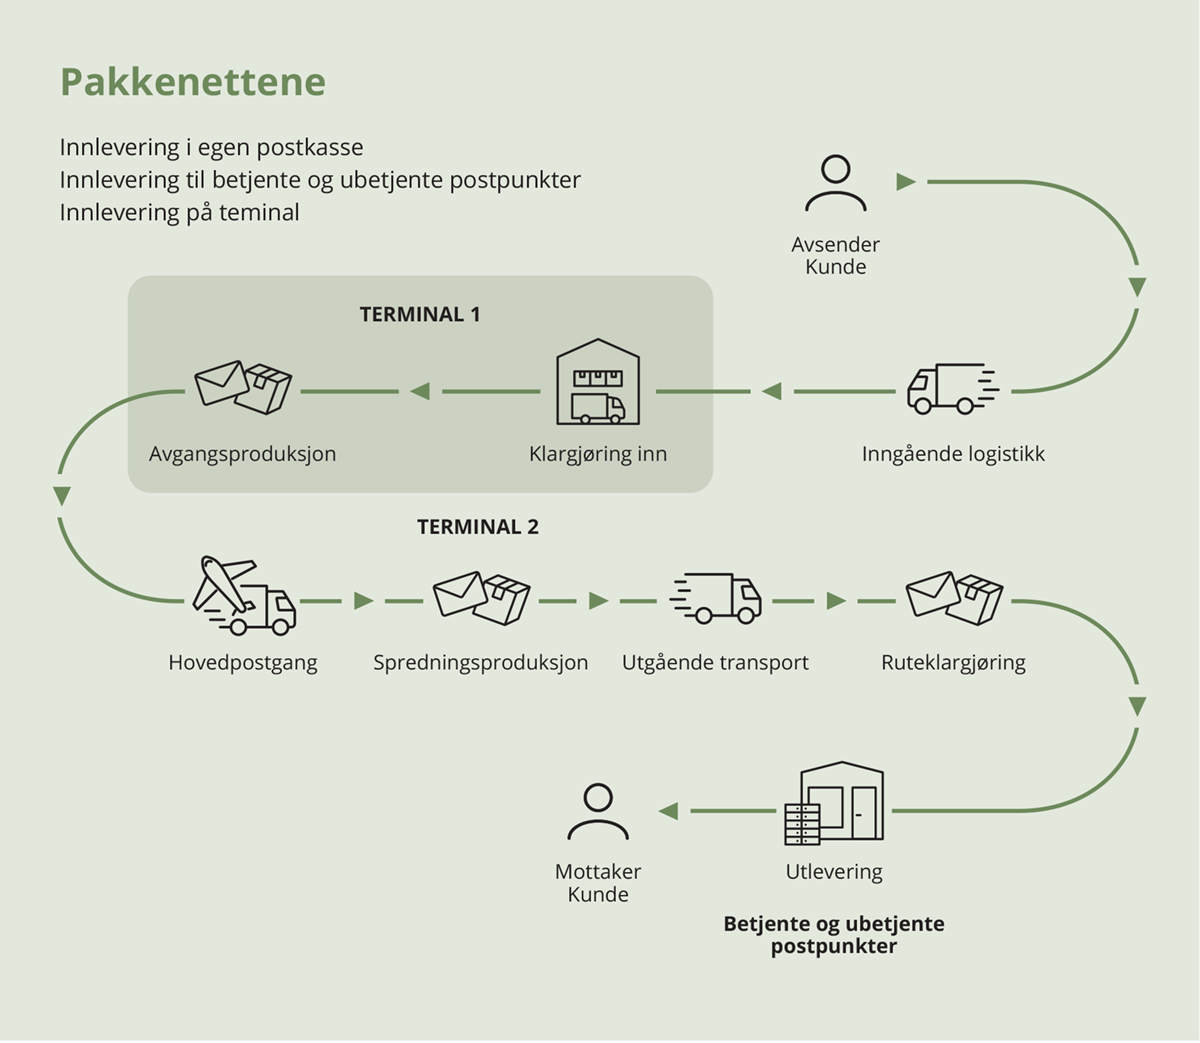 Pakkenettene
Innlevering i egen postkasse
Innlevering til betjente og ubetjente postpunkter
Innlevering på teminal
Avsender
Kunde
TERMINAL 1
Avgangsproduksjon
Klargjøring inn
Inngående logistikk
TERMINAL 2
Hovedpostgang
Spredningsproduksjon
Utgående transport
Ruteklargjøring
Mottaker
Kunde
Utlevering
Betjente og ubetjente
postpunkter